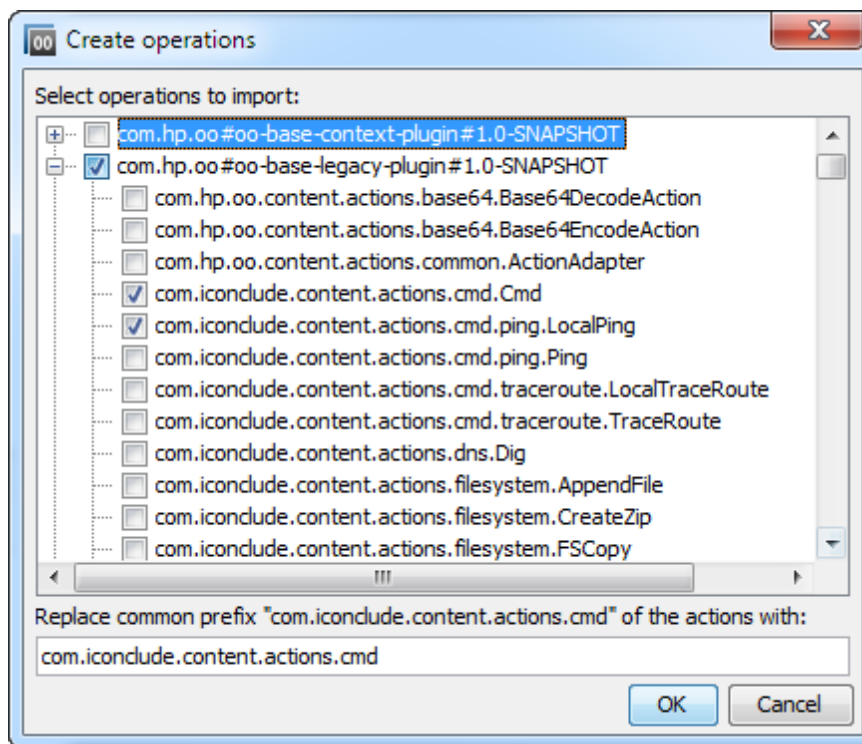 00 Create operations
Select operations to import:
com.hp.oo#oo-base-context-plugin#1.0-SNAPSHOT
com.hp.oo#oo-base-legacy-plugin#1.0-SNAPSHOT
com.hp.oo.content.actions.base64.Base64DecodeAction
com.hp.oo.content.actions.base64.Base64EncodeAction
com.hp.oo.content.actions.common.ActionAdapter
com.iconclude.content.actions.cmd.Cmd
com.iconclude.content.actions.cmd.ping.LocalPing
com.iconclude.content.actions.cmd.ping.Ping
com.iconclude.content.actions.cmd.traceroute.LocalTraceRoute
com.iconclude.content.actions.cmd.traceroute.TraceRoute
com.iconclude.content.actions.dns.Dig
com.iconclude.content.actions.filesystem.AppendFile
com.iconclude.content.actions.filesystem.CreateZip
com.iconclude.content.actions.filesystem.FSCopy
Replace common prefix "com.iconclude.content.actions.cmd" of the actions with:
com.iconclude.content.actions.cmd
OK Cancel